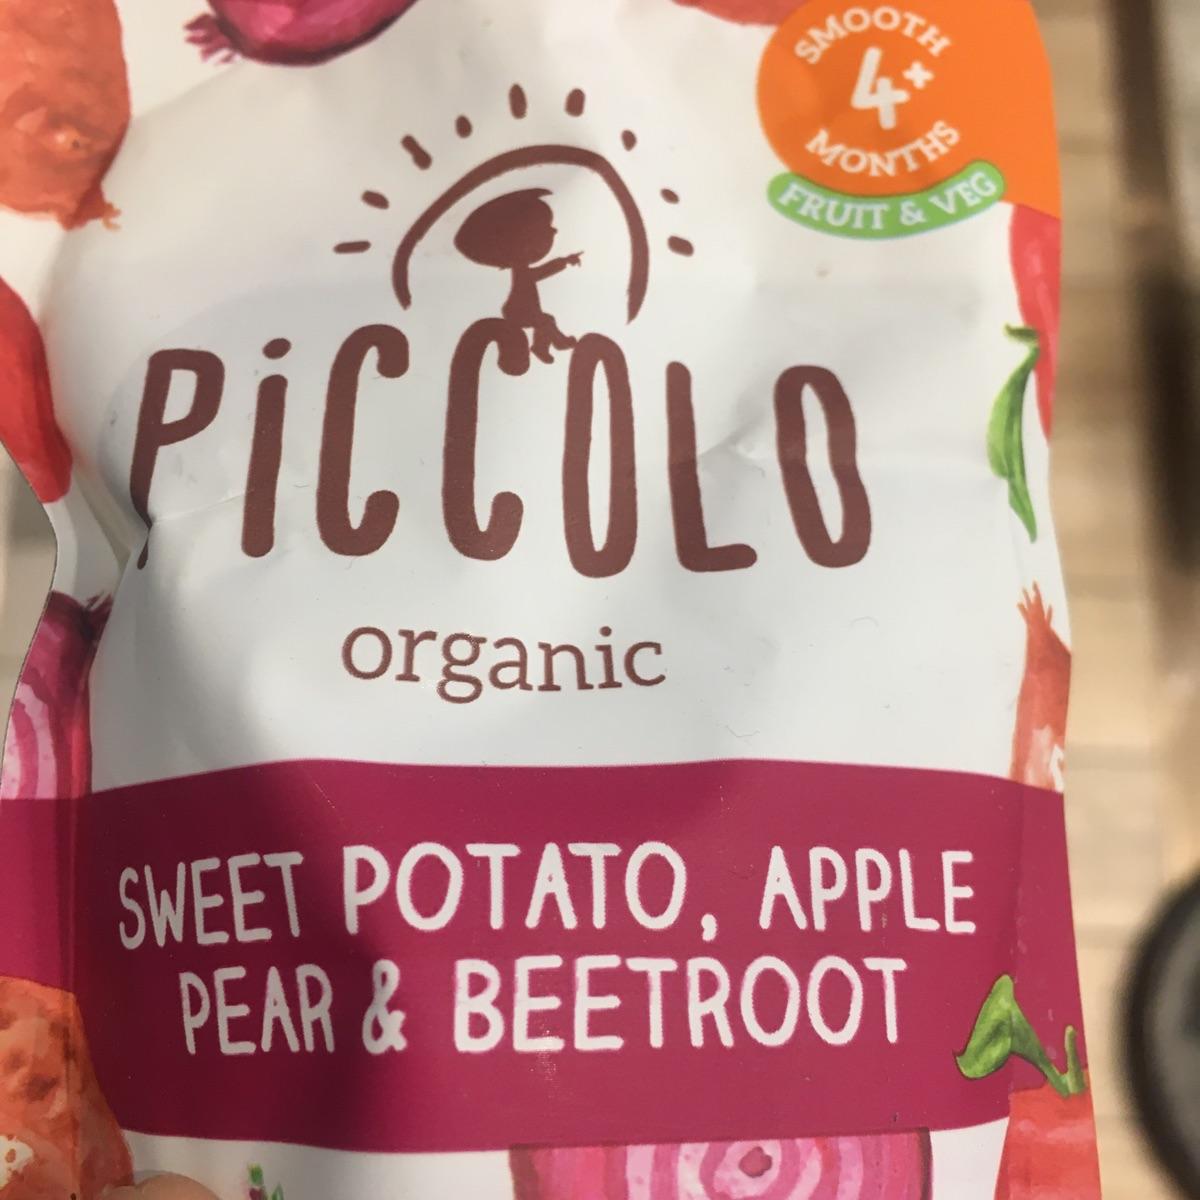 SMOOTH
4+
MONTHS
FRUIT & VEG
PiCCOLO
organic
SWEET POTATO, APPLE
PEAR & BEETROOT